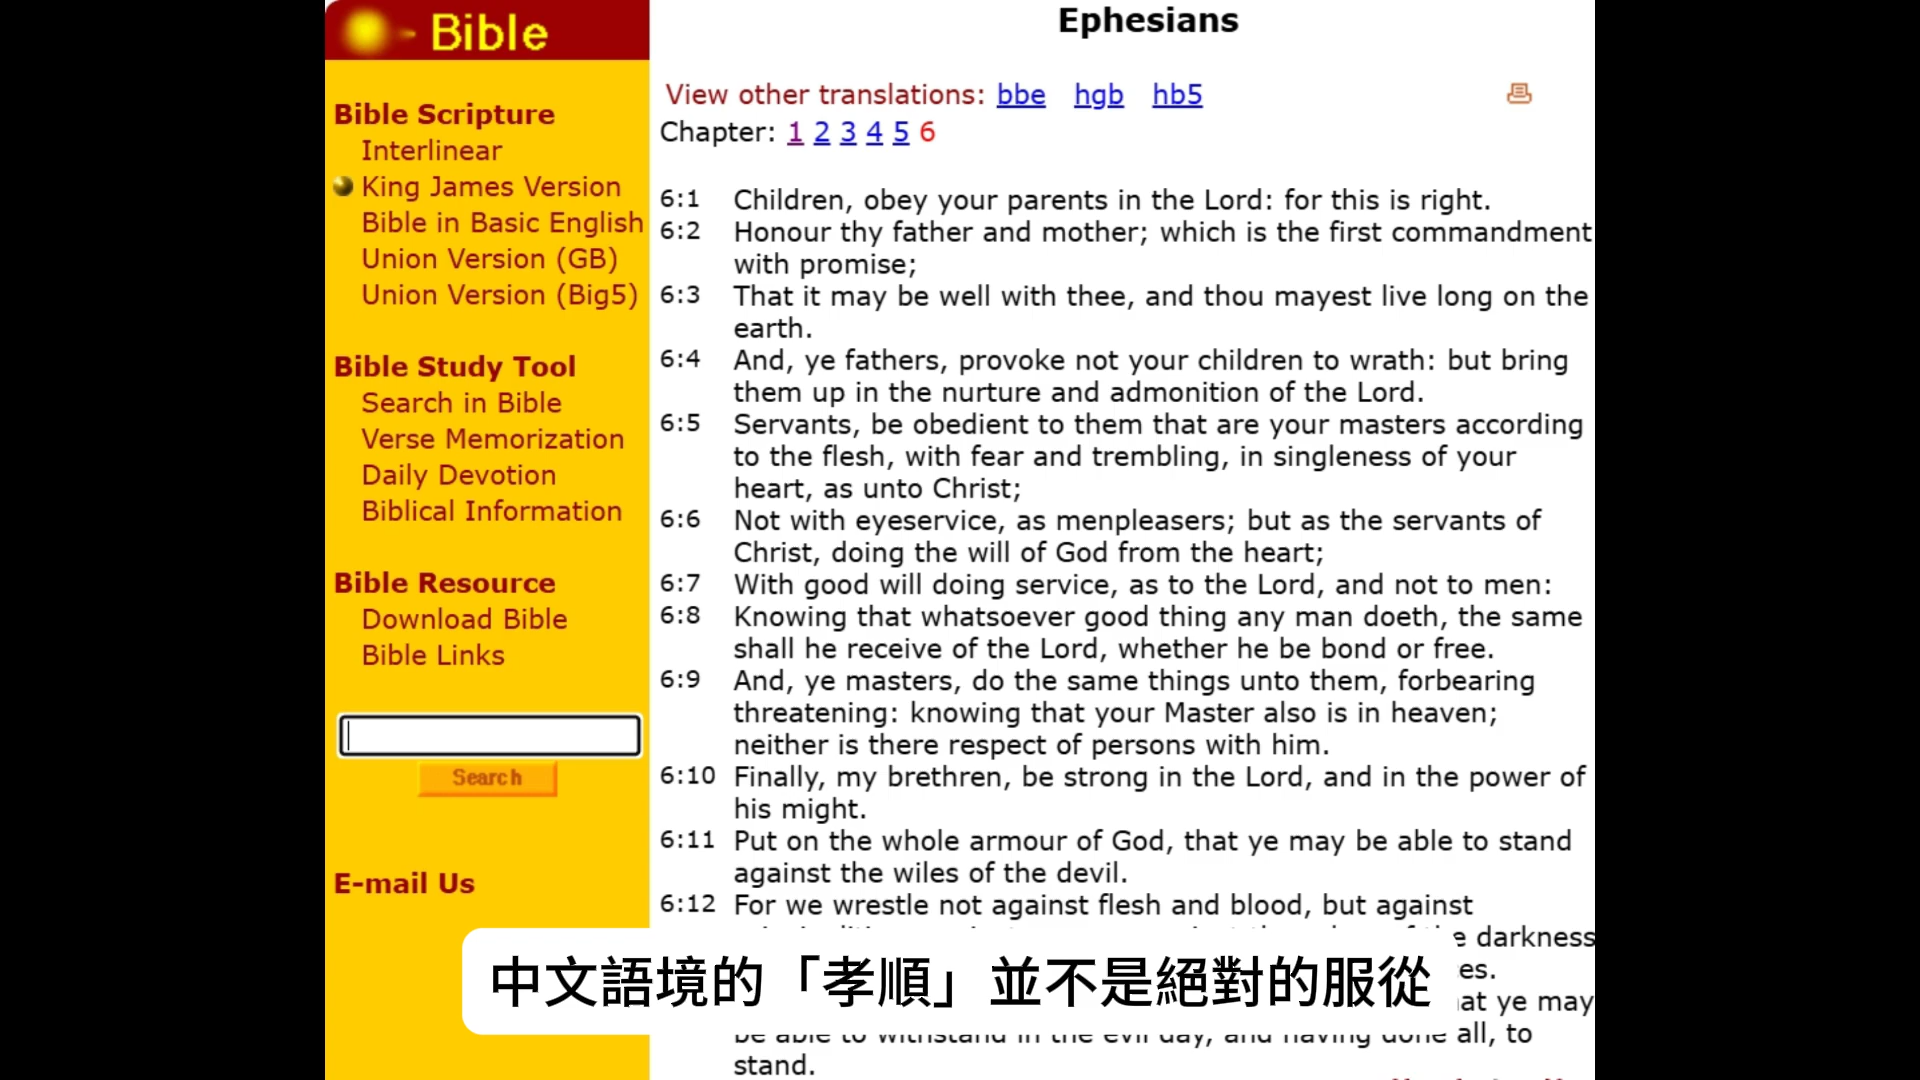 Bible
Bible Scripture
Interlinear
King James Version
Bible in Basic English
Union Version (GB)
Union Version (Big5)
Bible Study Tool
Search in Bible
Verse Memorization
Daily Devotion
Biblical Information
Bible Resource
Download Bible
Bible Links
Search
E-mail Us
Ephesians
View other translations: bbe hgb hb5
Chapter: 1 2 3 4 5 6
6:1 Children, obey your parents in the Lord: for this is right.
6:2 Honour thy father and mother; which is the first commandment
with promise;
6:3 That it may be well with thee, and thou mayest live long on the
earth.
6:4 And, ye fathers, provoke not your children to wrath: but bring
them up in the nurture and admonition of the Lord.
6:5 Servants, be obedient to them that are your masters according
to the flesh, with fear and trembling, in singleness of your
heart, as unto Christ;
6:6 Not with eyeservice, as menpleasers; but as the servants of
Christ, doing the will of God from the heart;
6:7 With good will doing service, as to the Lord, and not to men:
6:8 Knowing that whatsoever good thing any man doeth, the same
shall he receive of the Lord, whether he be bond or free.
6:9 And, ye masters, do the same things unto them, forbearing
threatening: knowing that your Master also is in heaven;
neither is there respect of persons with him.
6:10 Finally, my brethren, be strong in the Lord, and in the power of
his might.
6:11 Put on the whole armour of God, that ye may be able to stand
against the wiles of the devil.
6:12 For we wrestle not against flesh and blood, but against
darkness
ye may
be able to withstand in the evil day, and having done all, to
stand.
中文語境的「孝順」並不是絕對的服從